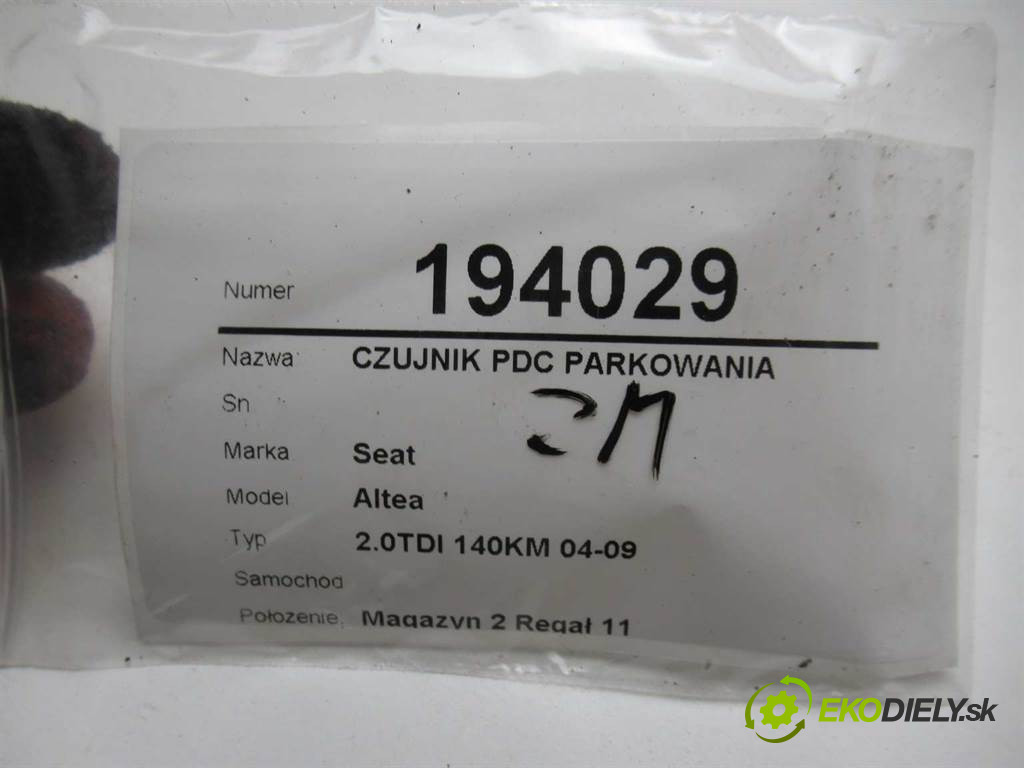 Numer 194029
Nazwa CZUJNIK PDC PARKOWANIA
Sn
Marka Seat
Model Altea
Typ 2.0TDI 140KM 04-09
Samochod
Położenie Magazyn 2 Regał 11
EKODIELY.sk